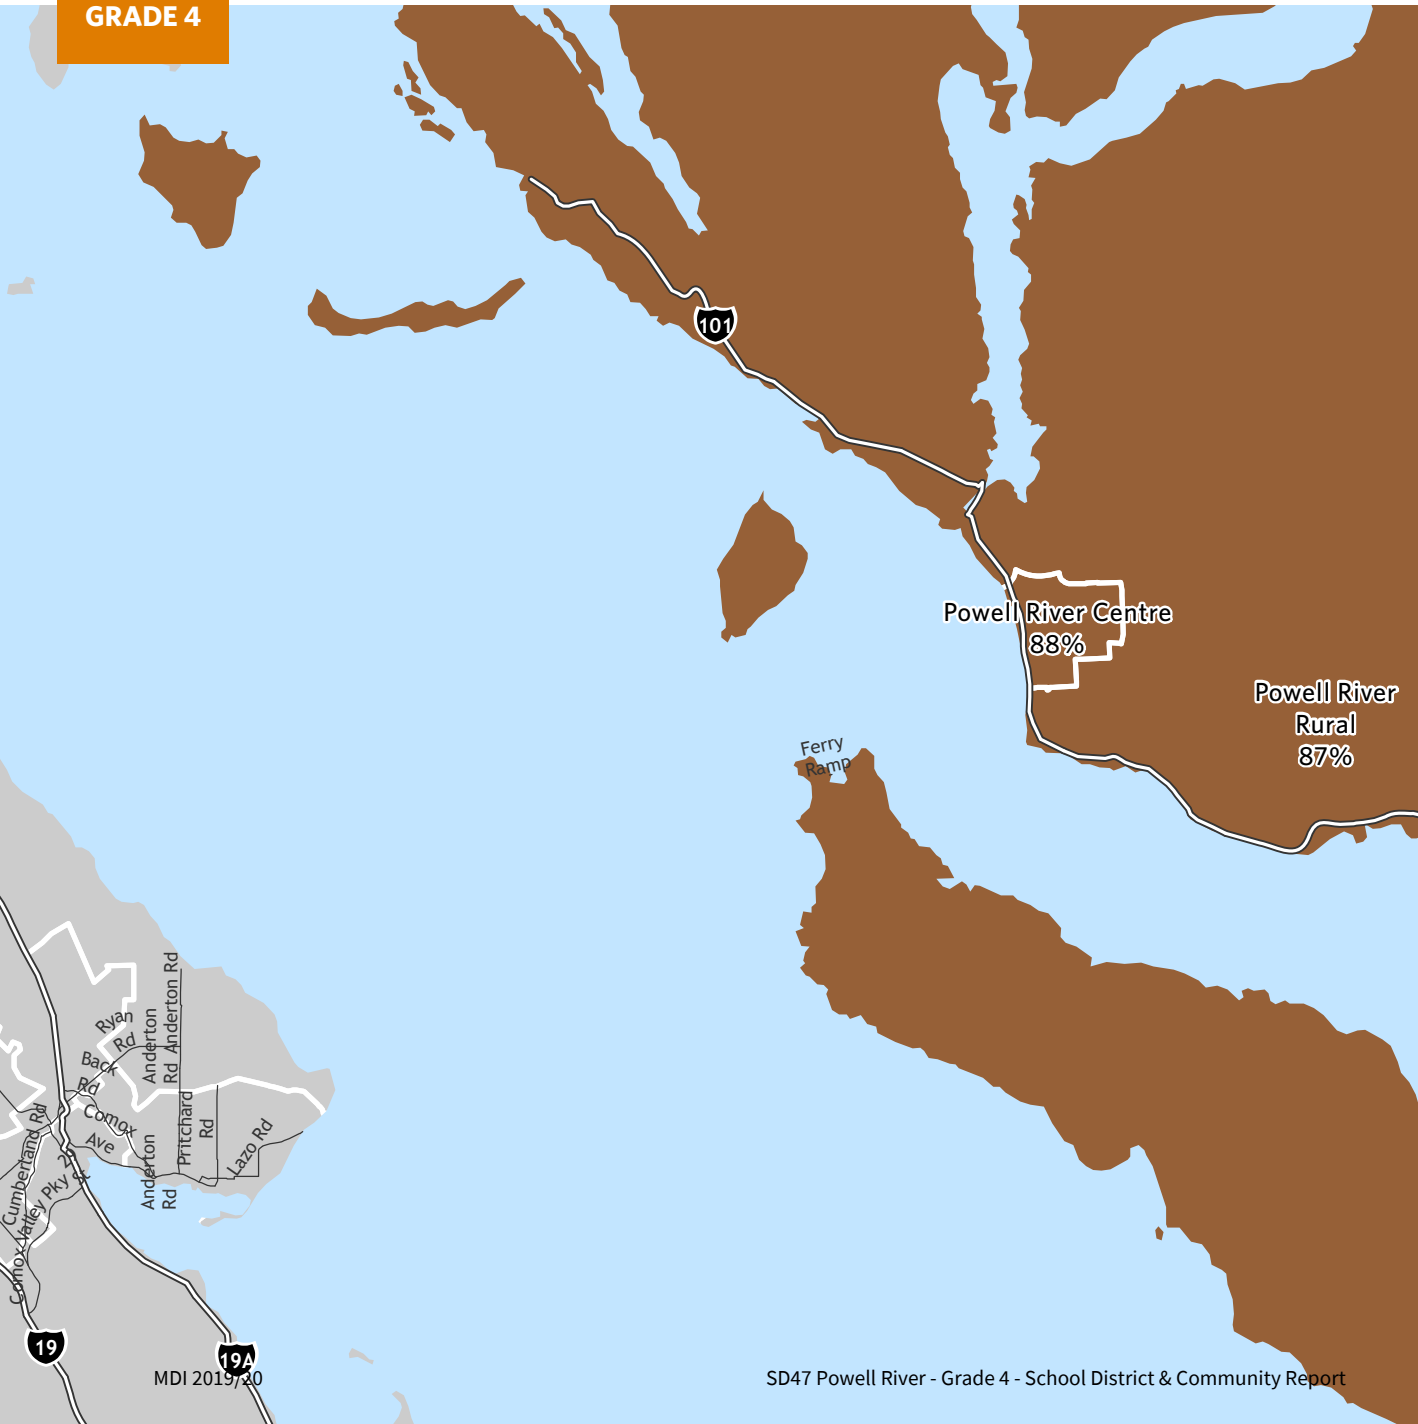 GRADE 4
101
Powell River Centre
88%
Powell River
Rural
87%
Ferry
Ramp
Anderton Rd
Ryan
Rd
Anderton
Rd
Back
Rd
Comox
Ave
Pritchard
Rd
Lazo Rd
Anderton
Rd
Cumberland Rd
Comox Valley Pky
St
19
19A
MDI 2019/20
SD47 Powell River - Grade 4 - School District & Community Report